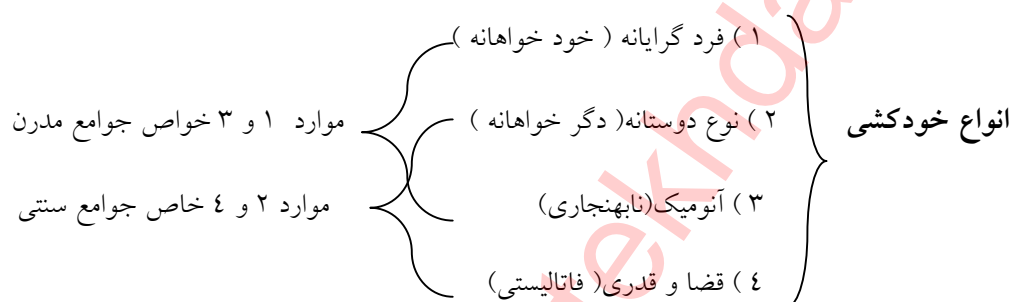 ۱ ) فرد گرایانه ( خود خواهانه )
انواع خودکشی
۲ ) نوع دوستانه( دگر خواهانه )
موارد ۱ و ۳ خواص جوامع مدرن
۳ ) آنومیک(نابهنجاری)
موارد ۲ و ٤ خاص جوامع سنتی
٤ ) قضا و قدری( فاتالیستی)